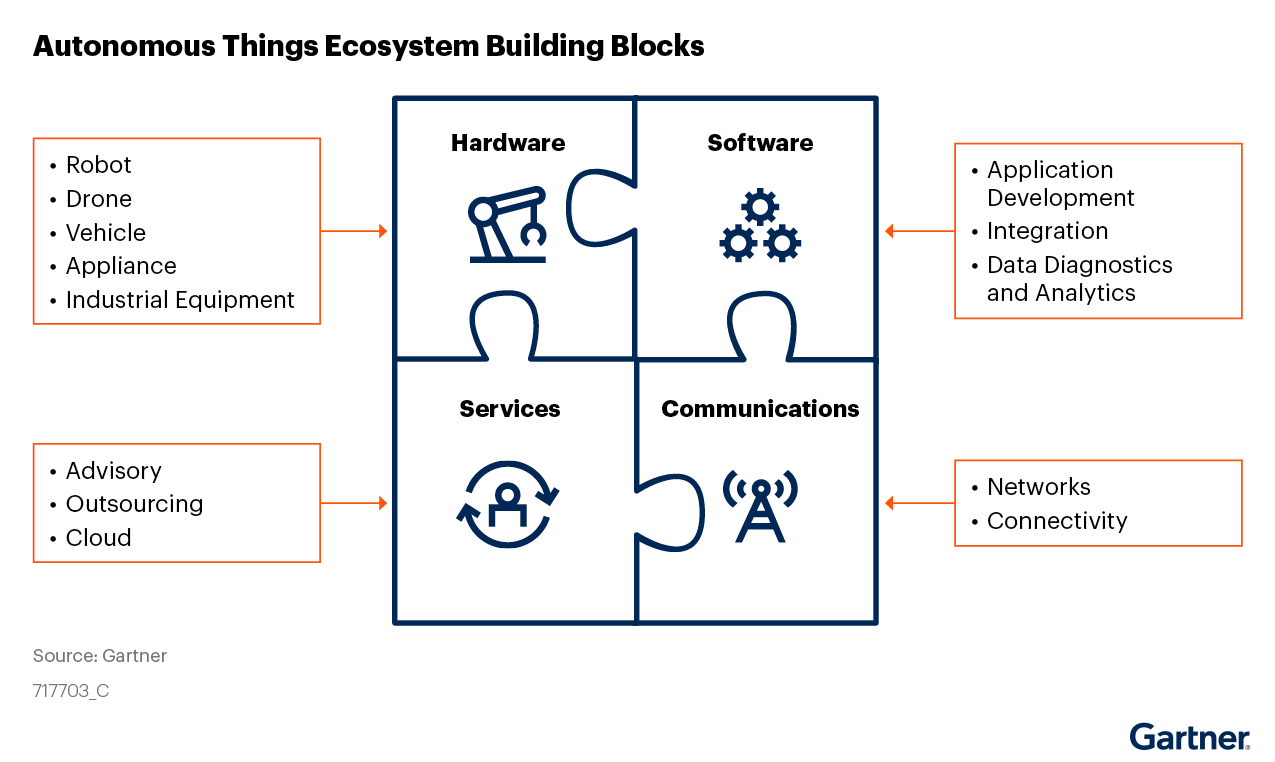 Autonomous Things Ecosystem Building Blocks
Hardware
Software
• Robot
• Drone
• Vehicle
• Appliance
• Industrial Equipment
• Application
Development
• Integration
• Data Diagnostics
and Analytics
Services
Communications
• Advisory
• Outsourcing
• Cloud
• Networks
• Connectivity
Source: Gartner
717703_C
Gartner®